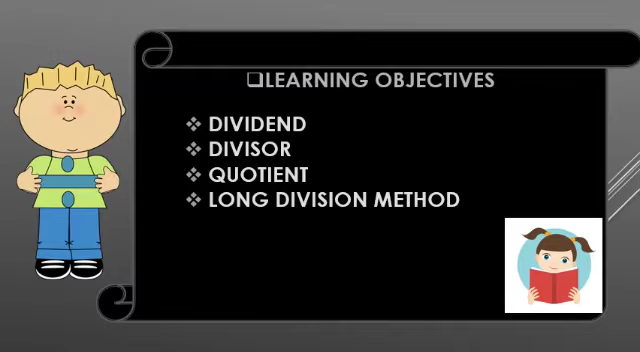 ❑LEARNING OBJECTIVES
❖ DIVIDEND
❖ DIVISOR
❖ QUOTIENT
❖ LONG DIVISION METHOD